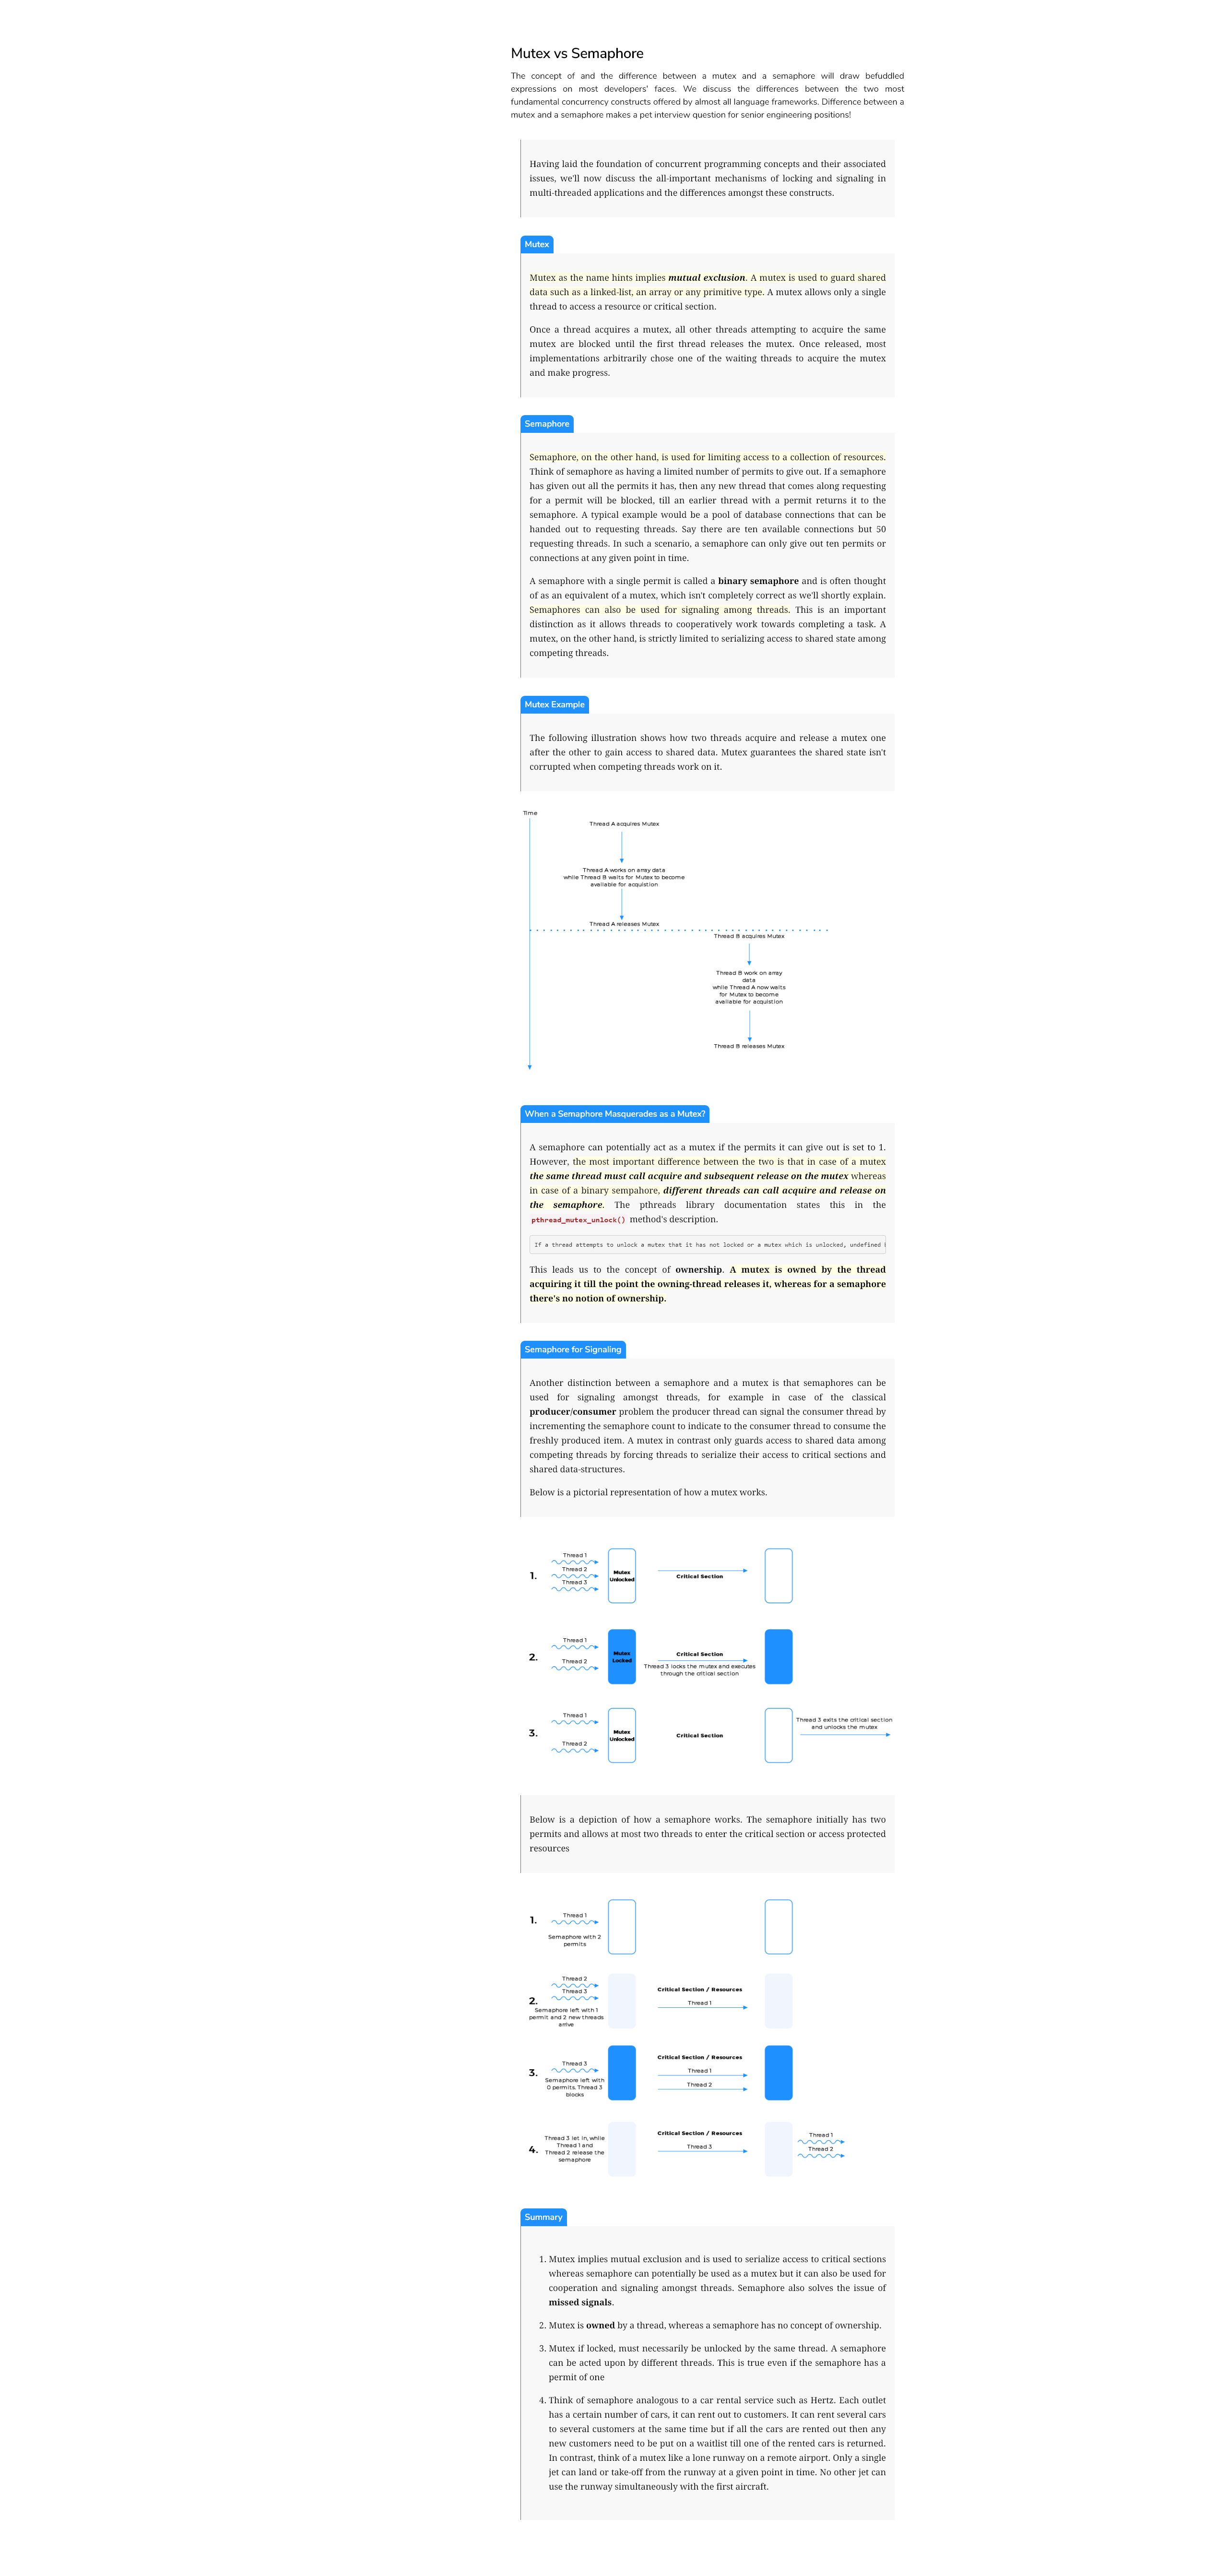 Mutex vs Semaphore
The concept of and the difference between a mutex and a semaphore will draw befuddled
expressions on most developers' faces. We discuss the differences between the two most
fundamental concurrency constructs offered by almost all language frameworks. Difference between a
mutex and a semaphore makes a pet interview question for senior engineering positions!
Having laid the foundation of concurrent programming concepts and their associated
issues, we'll now discuss the all-important mechanisms of locking and signaling in
multi-threaded applications and the differences amongst these constructs.
Mutex
Mutex as the name hints implies mutual exclusion. A mutex is used to guard shared
data such as a linked-list, an array or any primitive type. A mutex allows only a single
thread to access a resource or critical section.
Once a thread acquires a mutex, all other threads attempting to acquire the same
mutex are blocked until the first thread releases the mutex. Once released, most
implementations arbitrarily chose one of the waiting threads to acquire the mutex
and make progress.
Semaphore
Semaphore, on the other hand, is used for limiting access to a collection of resources.
Think of semaphore as having a limited number of permits to give out. If a semaphore
has given out all the permits it has, then any new thread that comes along requesting
for a permit will be blocked, till an earlier thread with a permit returns it to the
semaphore. A typical example would be a pool of database connections that can be
handed out to requesting threads. Say there are ten available connections but 50
requesting threads. In such a scenario, a semaphore can only give out ten permits or
connections at any given point in time.
A semaphore with a single permit is called a binary semaphore and is often thought
of as an equivalent of a mutex, which isn't completely correct as we'll shortly explain.
Semaphores can also be used for signaling among threads. This is an important
distinction as it allows threads to cooperatively work towards completing a task. A
mutex, on the other hand, is strictly limited to serializing access to shared state among
competing threads.
Mutex Example
The following illustration shows how two threads acquire and release a mutex one
after the other to gain access to shared data. Mutex guarantees the shared state isn't
corrupted when competing threads work on it.
Time
Thread A acquires Mutex
Thread A works on array data
while Thread B waits for Mutex to become
available for acquistion
Thread A releases Mutex
Thread B acquires Mutex
Thread B work on array
data
while Thread A now waits
for Mutex to become
available for acquistion
Thread B releases Mutex
When a Semaphore Masquerades as a Mutex?
A semaphore can potentially act as a mutex if the permits it can give out is set to 1.
However, the most important difference between the two is that in case of a mutex
the same thread must call acquire and subsequent release on the mutex whereas
in case of a binary sempahore, different threads can call acquire and release on
the semaphore. The pthreads library documentation states this in the
pthread_mutex_unlock() method's description.
If a thread attempts to unlock a mutex that it has not locked or a mutex which is unlocked, undefined
This leads us to the concept of ownership. A mutex is owned by the thread
acquiring it till the point the owning-thread releases it, whereas for a semaphore
there's no notion of ownership.
Semaphore for Signaling
Another distinction between a semaphore and a mutex is that semaphores can be
used for signaling amongst threads, for example in case of the classical
producer/consumer problem the producer thread can signal the consumer thread by
incrementing the semaphore count to indicate to the consumer thread to consume the
freshly produced item. A mutex in contrast only guards access to shared data among
competing threads by forcing threads to serialize their access to critical sections and
shared data-structures.
Below is a pictorial representation of how a mutex works.
1.
Thread 1
Thread 2
Thread 3
Mutex
Unlocked
Critical Section
2.
Thread 1
Thread 2
Mutex
Locked
Critical Section
Thread 3 locks the mutex and executes
through the critical section
3.
Thread 1
Thread 2
Mutex
Unlocked
Critical Section
Thread 3 exits the critical section
and unlocks the mutex
Below is a depiction of how a semaphore works. The semaphore initially has two
permits and allows at most two threads to enter the critical section or access protected
resources
1.
Thread 1
Semaphore with 2
permits
2.
Thread 2
Thread 3
Semaphore left with 1
permit and 2 new threads
arrive
Critical Section / Resources
Thread 1
3.
Thread 3
Semaphore left with
0 permits. Thread 3
blocks
Critical Section / Resources
Thread 1
Thread 2
4.
Thread 3 let in, while
Thread 1 and
Thread 2 release the
semaphore
Critical Section / Resources
Thread 3
Thread 1
Thread 2
Summary
1. Mutex implies mutual exclusion and is used to serialize access to critical sections
whereas semaphore can potentially be used as a mutex but it can also be used for
cooperation and signaling amongst threads. Semaphore also solves the issue of
missed signals.
2. Mutex is owned by a thread, whereas a semaphore has no concept of ownership.
3. Mutex if locked, must necessarily be unlocked by the same thread. A semaphore
can be acted upon by different threads. This is true even if the semaphore has a
permit of one
4. Think of semaphore analogous to a car rental service such as Hertz. Each outlet
has a certain number of cars, it can rent out to customers. It can rent several cars
to several customers at the same time but if all the cars are rented out then any
new customers need to be put on a waitlist till one of the rented cars is returned.
In contrast, think of a mutex like a lone runway on a remote airport. Only a single
jet can land or take-off from the runway at a given point in time. No other jet can
use the runway simultaneously with the first aircraft.